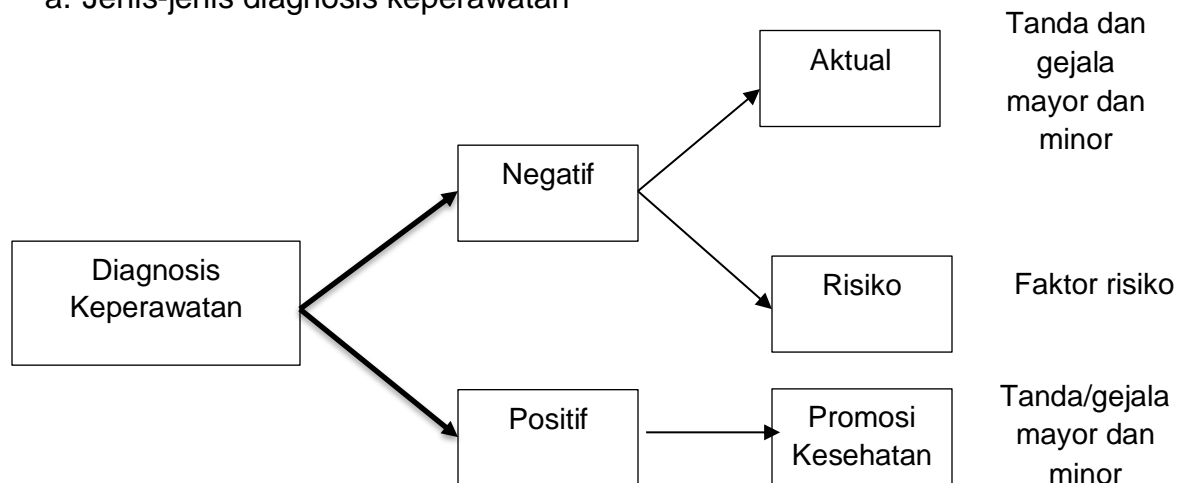 a. Jenis-jenis diagnosis keperawatan
Aktual
Tanda dan
gejala
mayor dan
minor
Negatif
Diagnosis
Keperawatan
Risiko
Faktor risiko
Positif
Promosi
Kesehatan
Tanda/gejala
mayor dan
minor